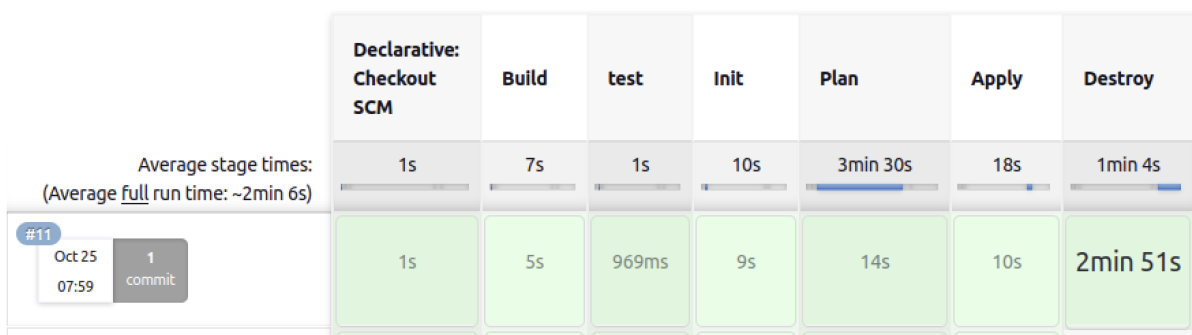 Declarative:
Checkout
SCM
Build
test
Init
Plan
Apply
Destroy
Average stage times:
(Average full run time: ~2min 6s)
1s
7s
1s
10s
3min 30s
18s
1min 4s
#11
Oct 25
07:59
1
commit
1s
5s
969ms
9s
14s
10s
2min 51s